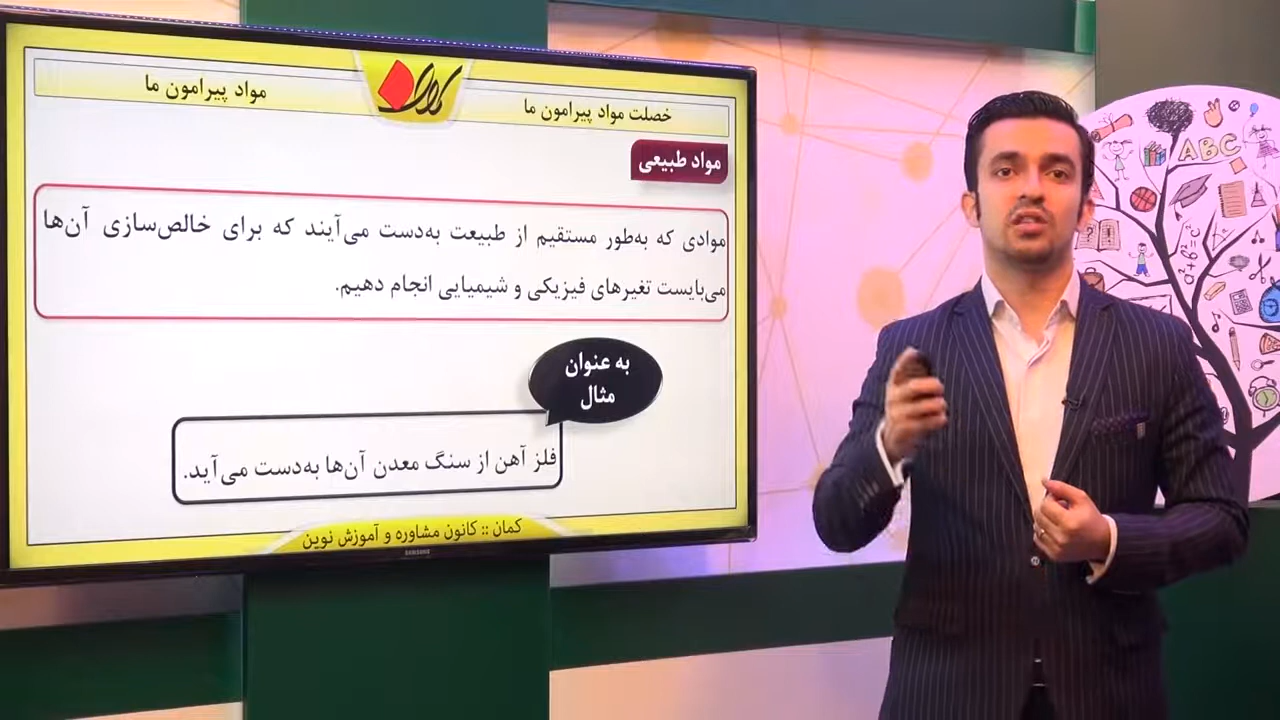 خصلت مواد پیرامون ما
مواد پیرامون ما
کمان
مواد طبیعی
موادی که به‌طور مستقیم از طبیعت به‌دست می‌آیند که برای خالص‌سازی آن‌ها
می‌بایست تغیرهای فیزیکی و شیمیایی انجام دهیم.
به عنوان
مثال
فلز آهن از سنگ معدن آن‌ها به‌دست می‌آید.
کمان :: کانون مشاوره و آموزش نوین
SAMSUNG
ABC